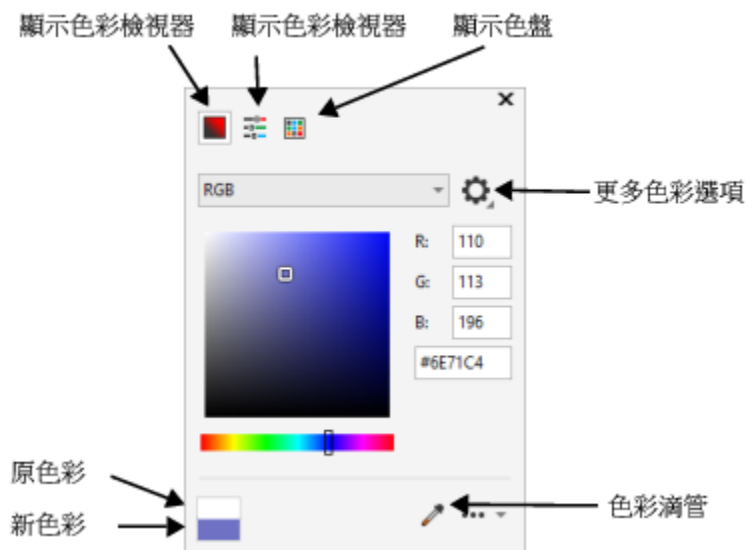 顯示色彩檢視器
顯示色彩檢視器
顯示色盤
RGB
更多色彩選項
R: 110
G: 113
B: 196
#6E71C4
原色彩
新色彩
色彩滴管